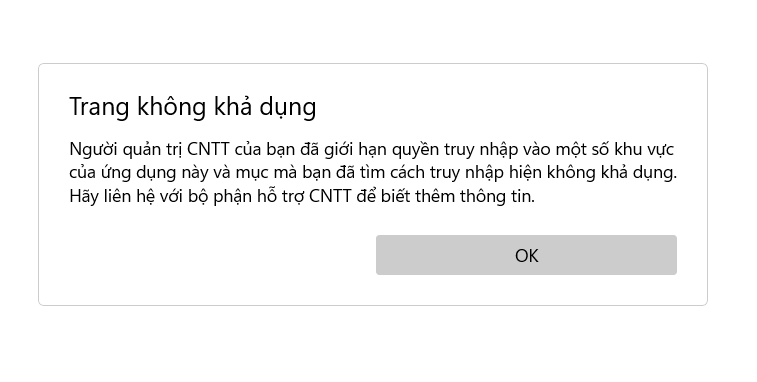 Trang không khả dụng
Người quản trị CNTT của bạn đã giới hạn quyền truy nhập vào một số khu vực
của ứng dụng này và mục mà bạn đã tìm cách truy nhập hiện không khả dụng.
Hãy liên hệ với bộ phận hỗ trợ CNTT để biết thêm thông tin.
OK